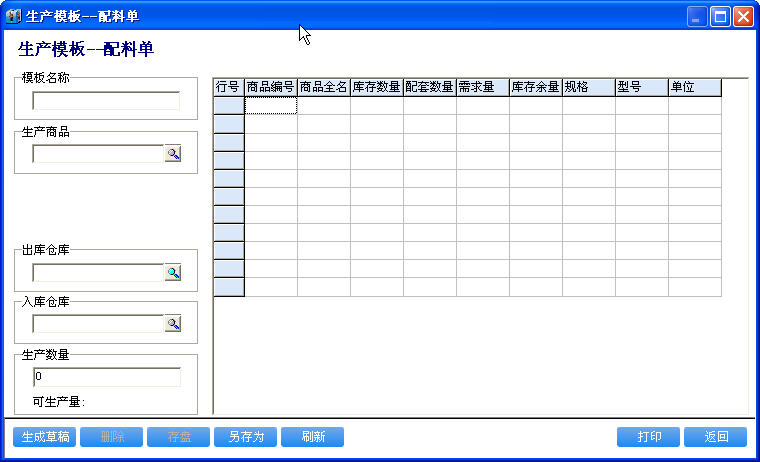 生产模板--配料单
生产模板--配料单
模板名称
生产商品
出库仓库
入库仓库
生产数量
0
可生产量:
行号 商品编号 商品全名 库存数量 配套数量 需求量 库存余量 规格 型号 单位
生成草稿 删除 存盘 另存为 刷新 打印 返回